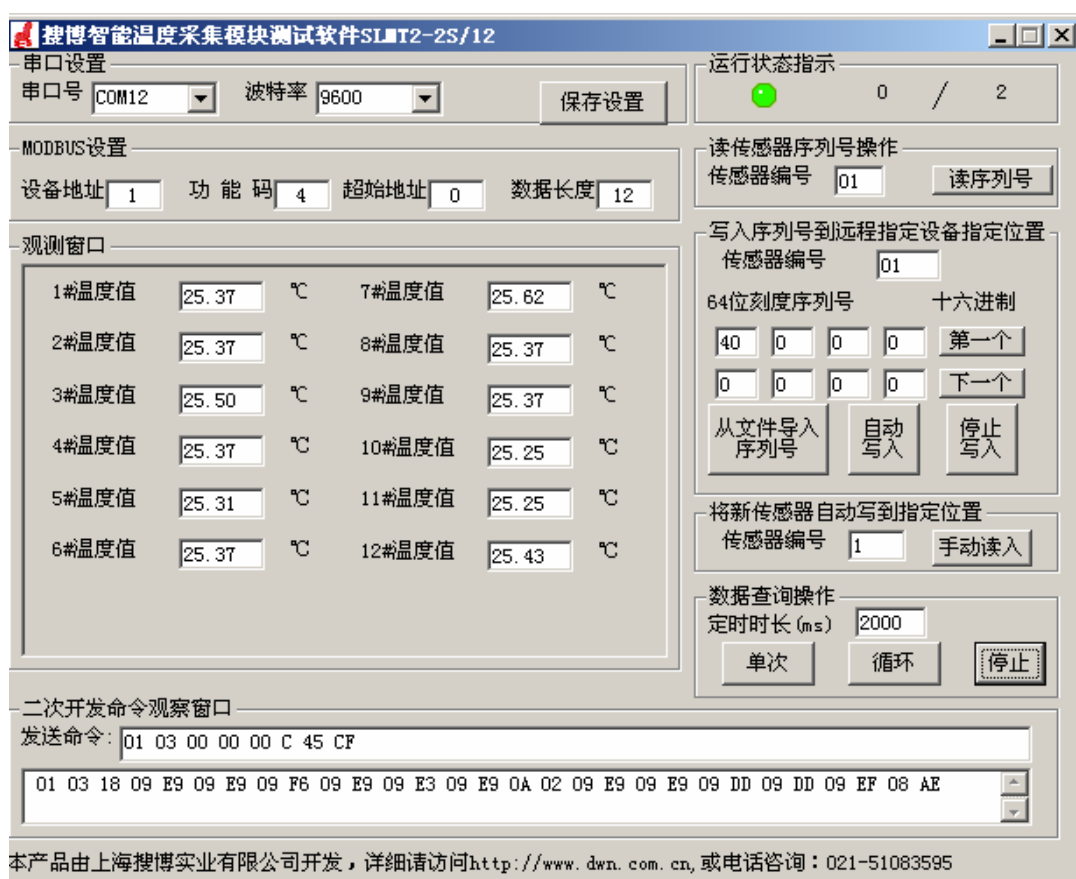 搜博智能温度采集模块测试软件SLMT2-2S/12
串口设置
串口号 COM12 波特率 9600 保存设置
运行状态指示
0 / 2
MODBUS设置
设备地址 1 功能码 4 超始地址 0 数据长度 12
读传感器序列号操作
传感器编号 01 读序列号
观测窗口
1#温度值 25.37 ℃ 7#温度值 25.62 ℃
2#温度值 25.37 ℃ 8#温度值 25.37 ℃
3#温度值 25.50 ℃ 9#温度值 25.37 ℃
4#温度值 25.37 ℃ 10#温度值 25.25 ℃
5#温度值 25.31 ℃ 11#温度值 25.25 ℃
6#温度值 25.37 ℃ 12#温度值 25.43 ℃
写入序列号到远程指定设备指定位置
传感器编号 01
64位刻度序列号 十六进制
40 0 0 0 第一个
0 0 0 0 下一个
从文件导入序列号 自动写入 停止写入
将新传感器自动写到指定位置
传感器编号 1 手动读入
数据查询操作
定时时长(ms) 2000
单次 循环 停止
二次开发命令观察窗口
发送命令: 01 03 00 00 00 C 45 CF
01 03 18 09 E9 09 E9 09 F6 09 E9 09 E3 09 E9 0A 02 09 E9 09 E9 09 DD 09 DD 09 EF 08 AE
本产品由上海搜博实业有限公司开发，详细请访问http://www.dwn.com.cn,或电话咨询：021-51083595